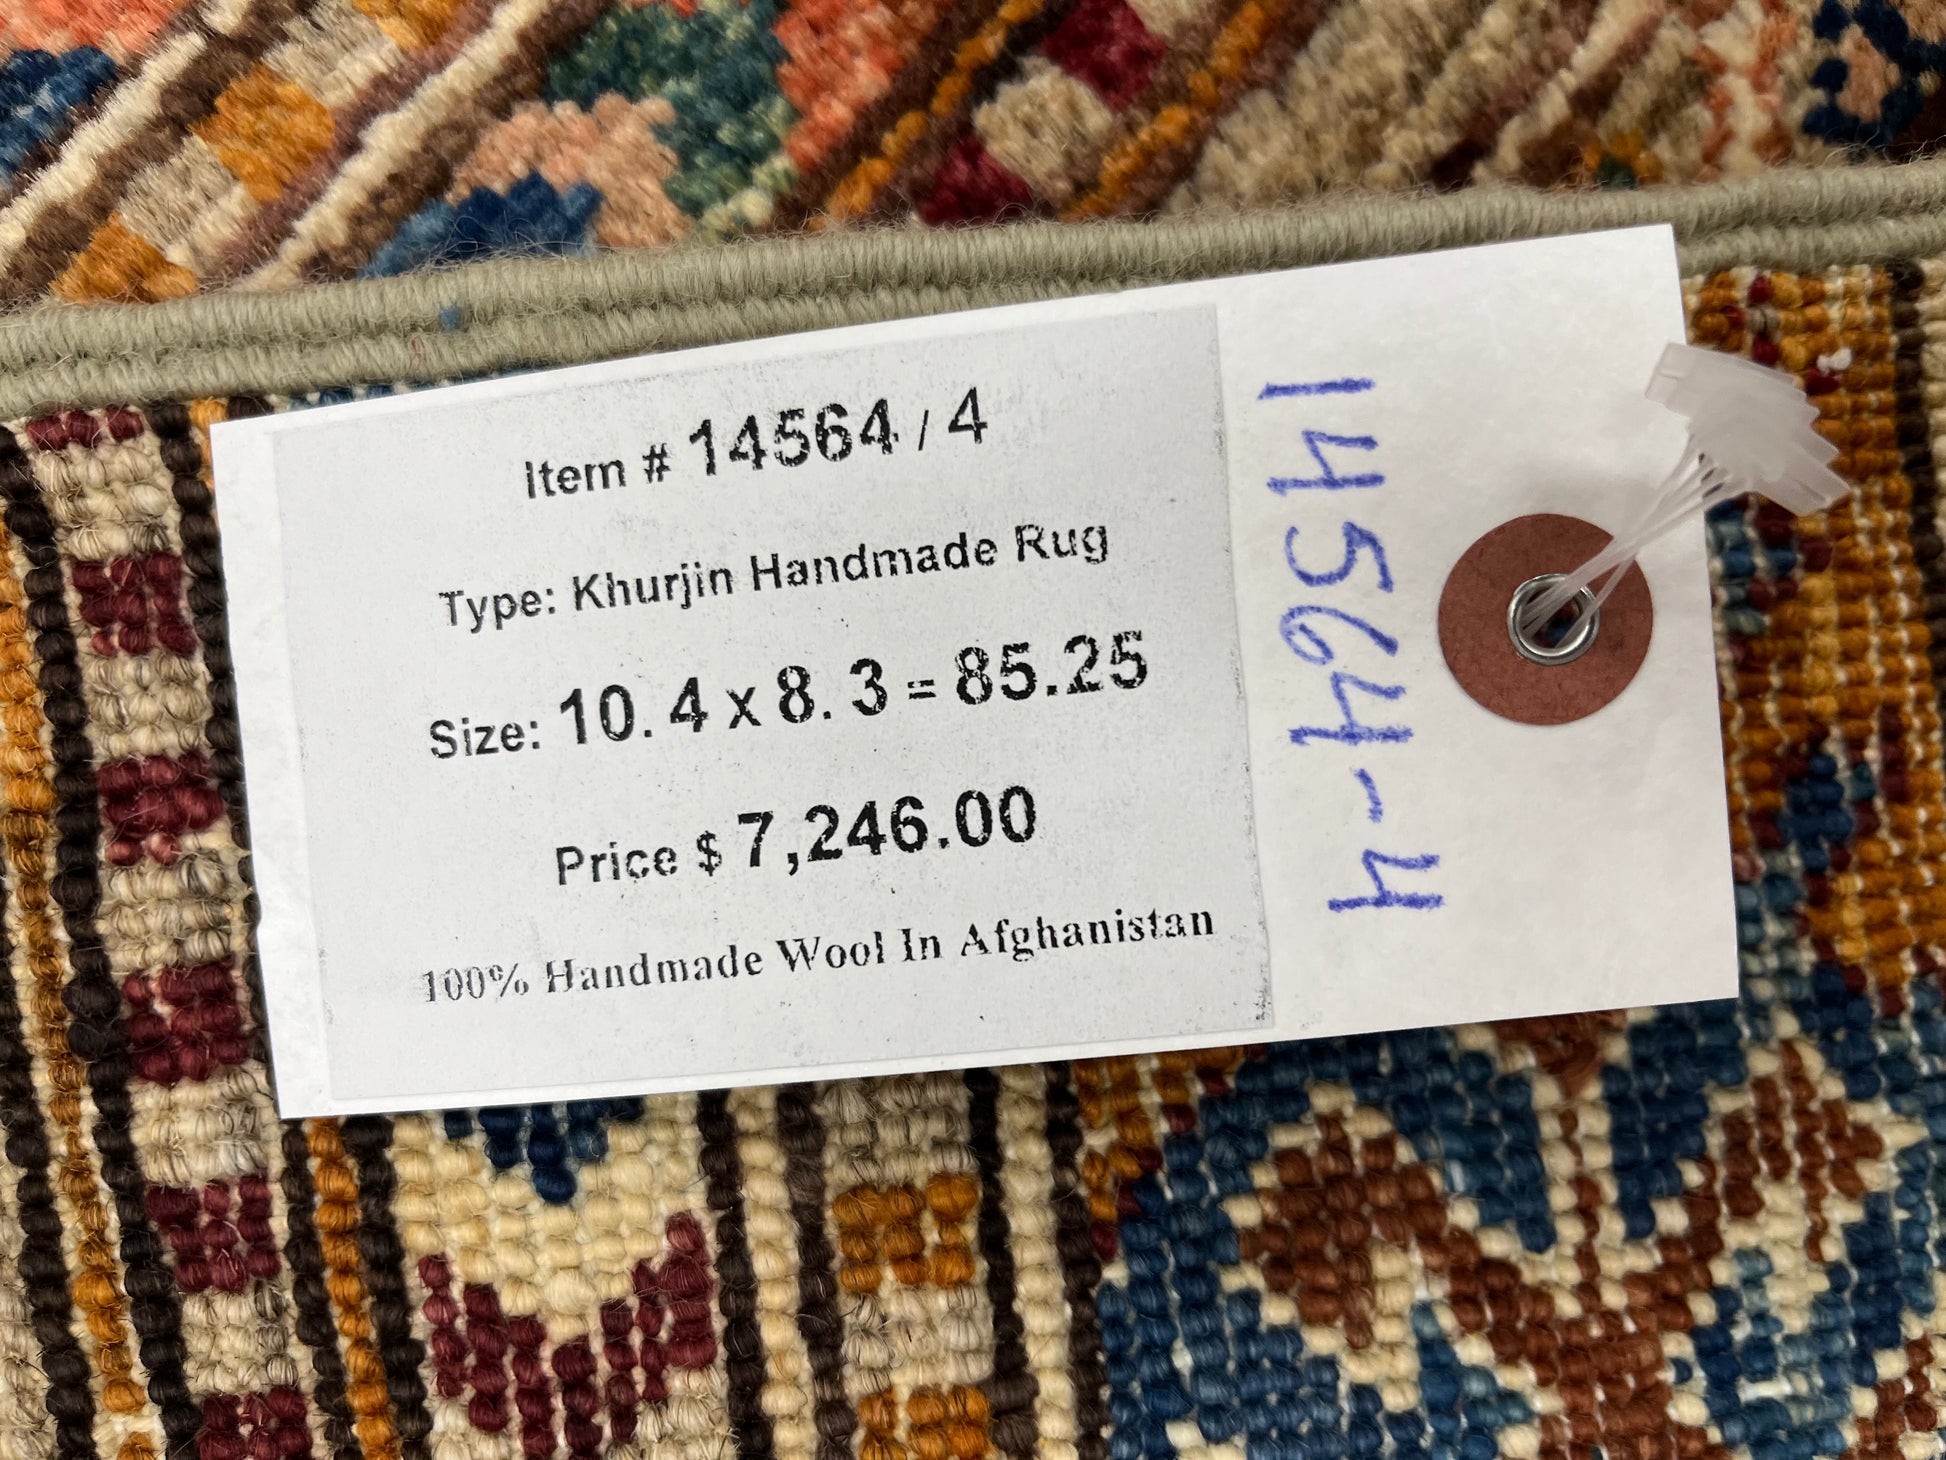 Item # 14564 / 4
Type: Khurjin Handmade Rug
Size: 10. 4 x 8. 3 = 85.25
Price $ 7,246.00
100% Handmade Wool In Afghanistan
14564-4